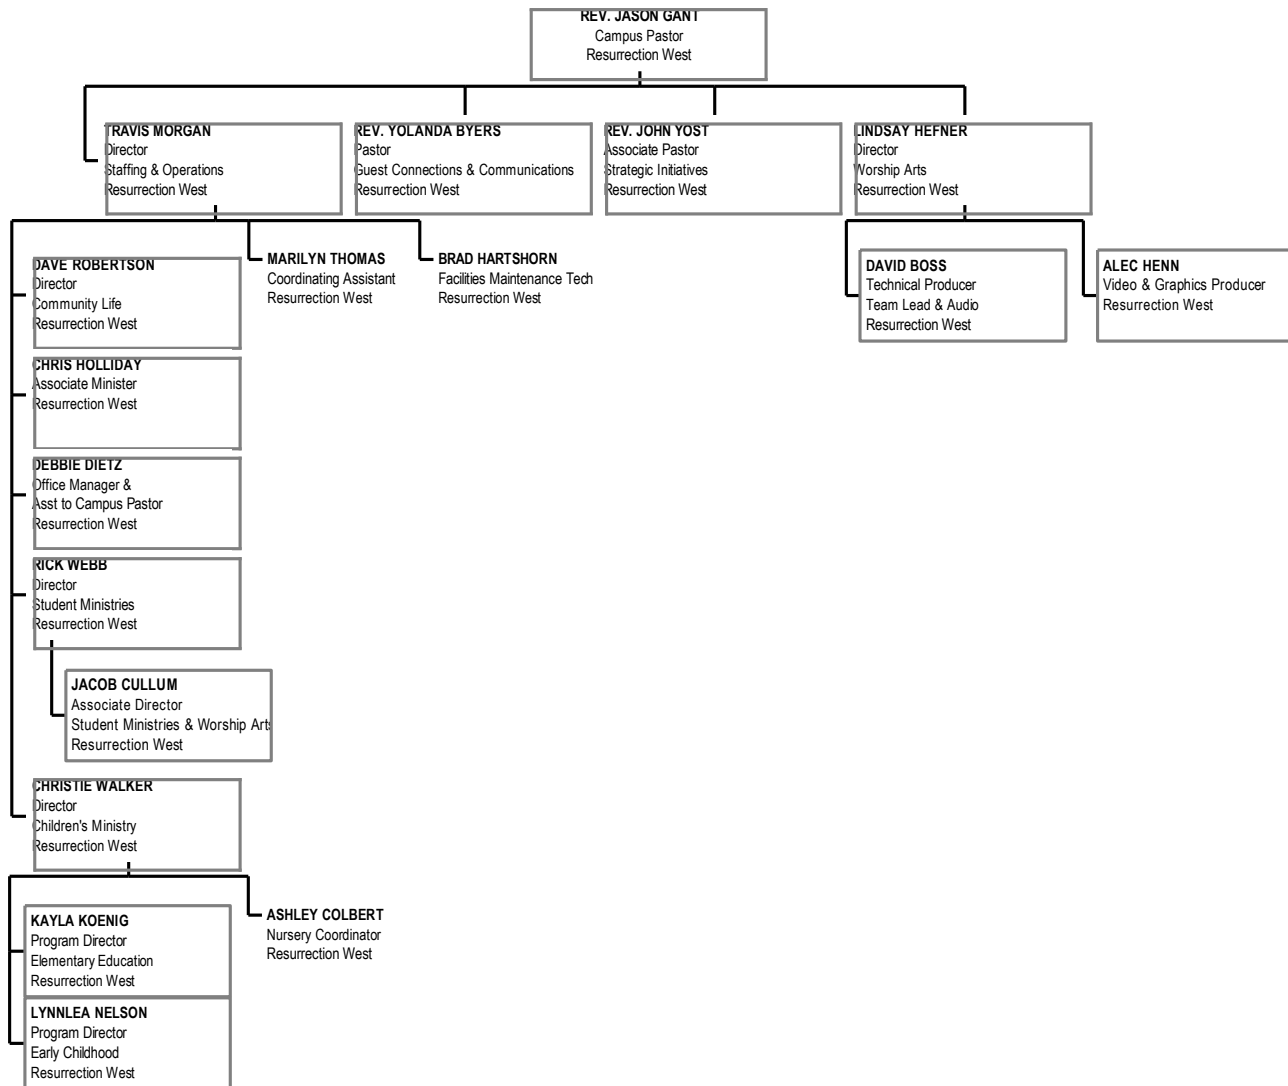 REV. JASON GANT
Campus Pastor
Resurrection West
TRAVIS MORGAN
Director
Staffing & Operations
Resurrection West
REV. YOLANDA BYERS
Pastor
Guest Connections & Communications
Resurrection West
REV. JOHN YOST
Associate Pastor
Strategic Initiatives
Resurrection West
LINDSAY HEFNER
Director
Worship Arts
Resurrection West
DAVE ROBERTSON
Director
Community Life
Resurrection West
MARILYN THOMAS
Coordinating Assistant
Resurrection West
BRAD HARTSHORN
Facilities Maintenance Tech
Resurrection West
DAVID BOSS
Technical Producer
Team Lead & Audio
Resurrection West
ALEC HENN
Video & Graphics Producer
Resurrection West
CHRIS HOLLIDAY
Associate Minister
Resurrection West
DEBBIE DIETZ
Office Manager &
Asst to Campus Pastor
Resurrection West
RICK WEBB
Director
Student Ministries
Resurrection West
JACOB CULLUM
Associate Director
Student Ministries & Worship Arts
Resurrection West
CHRISTIE WALKER
Director
Children's Ministry
Resurrection West
KAYLA KOENIG
Program Director
Elementary Education
Resurrection West
ASHLEY COLBERT
Nursery Coordinator
Resurrection West
LYNNLEA NELSON
Program Director
Early Childhood
Resurrection West